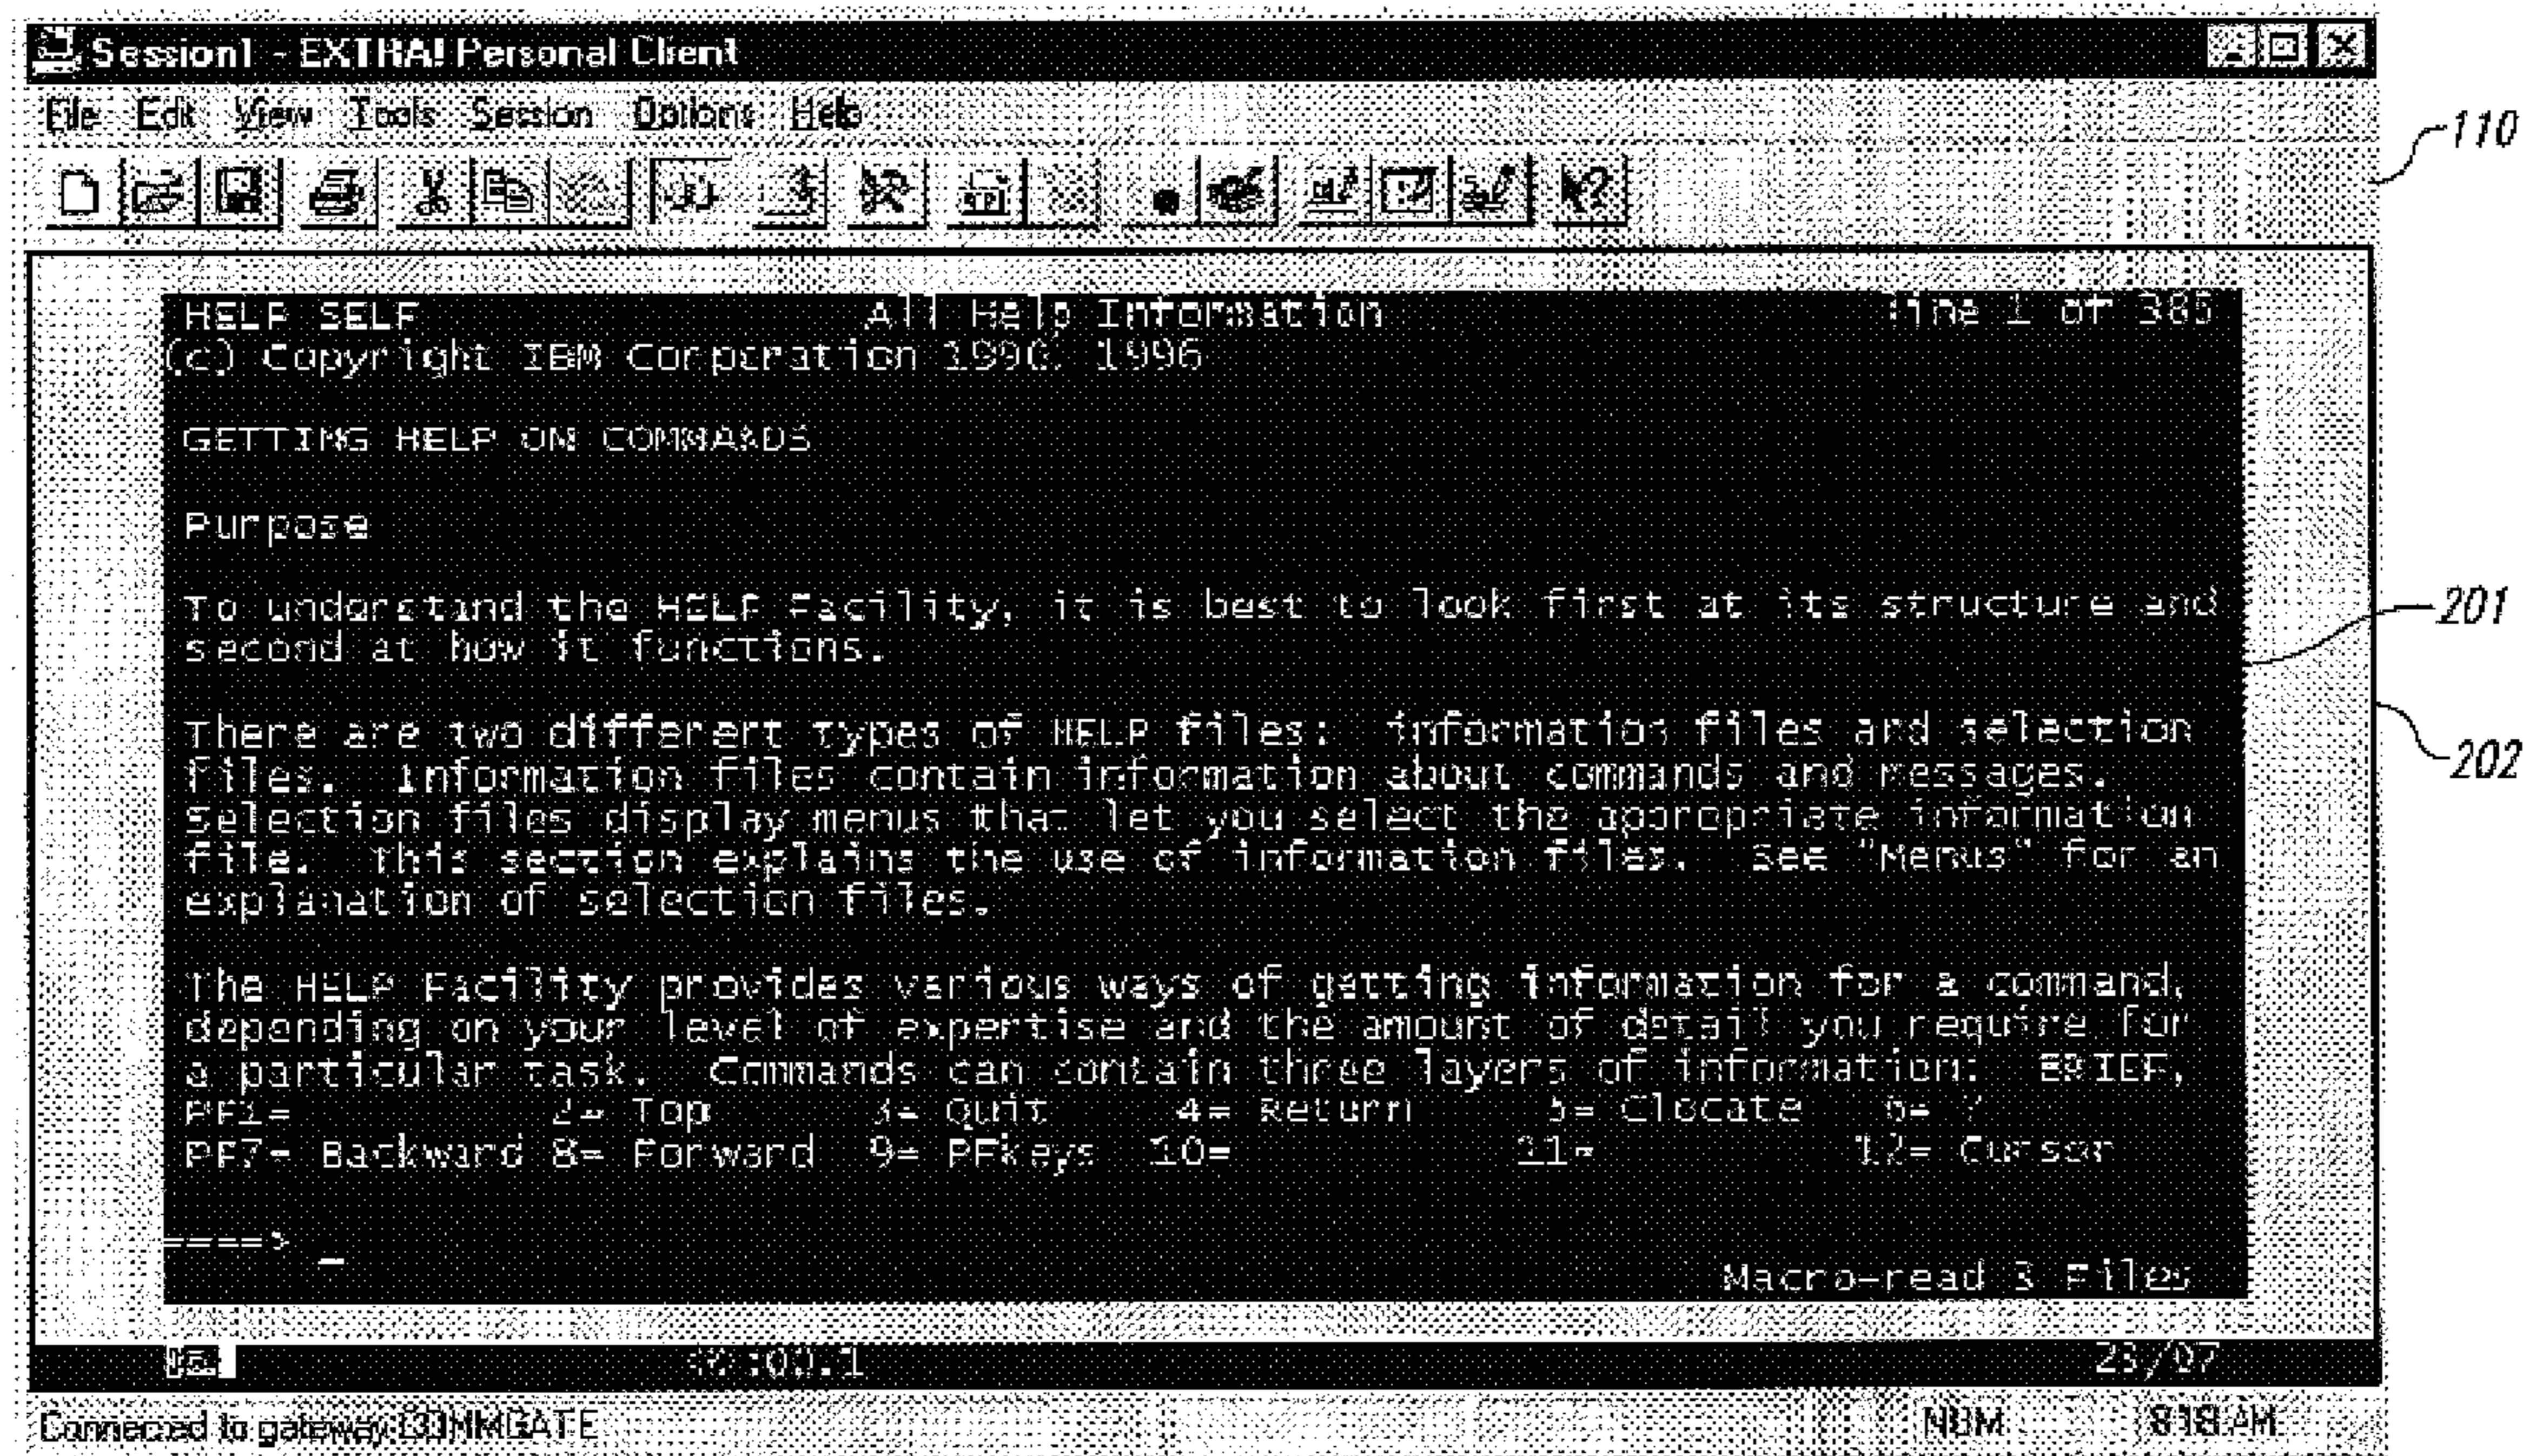 Session1 - EXTRA! Personal Client
File Edit View Tools Session Options Help
110
HELP SELF All Help Information line 1 of 385
(c) Copyright IBM Corporation 1990, 1996
GETTING HELP ON COMMANDS
Purpose
To understand the HELP Facility, it is best to look first at its structure and
second at how it functions.
201
There are two different types of HELP files: information files and selection
files. Information files contain information about commands and messages.
202
Selection files display menus that let you select the appropriate information
file. This section explains the use of information files. See "Menus" for an
explanation of selection files.
The HELP Facility provides various ways of getting information for a command,
depending on your level of expertise and the amount of detail you require for
a particular task. Commands can contain three layers of information: BRIEF,
PF1= 2= Top 3= Quit 4= Return 5= Clocate 6= ?
PF7= Backward 8= Forward 9= PFkeys 10= 11= 12= Cursor
====> _
Macro-read 3 Files
23/07
Connected to gateway COMMGATE NUM 8:18 AM